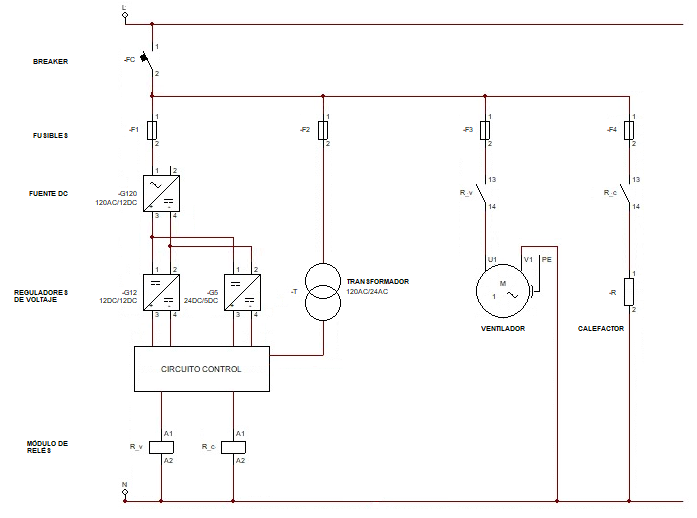 L
1
BREAKER
-FC
2
1 1 1 1
FUSIBLES
-F1 -F2 -F3 -F4
2 2 2 2
1 2
13 13
FUENTE DC
-G120
120AC/12DC
R_v R_c
14 14
3 4
U1 V1 PE
1 2 1 2
1
REGULADORES
DE VOLTAJE
-G12
12DC/12DC
-G5
24DC/5DC
-T
TRANSFORMADOR
120AC/24AC
M
1
-R
3 4 3 4
2
VENTILADOR
CALEFACTOR
CIRCUITO CONTROL
A1 A1
MÓDULO DE
RELÉS
R_v R_c
A2 A2
N